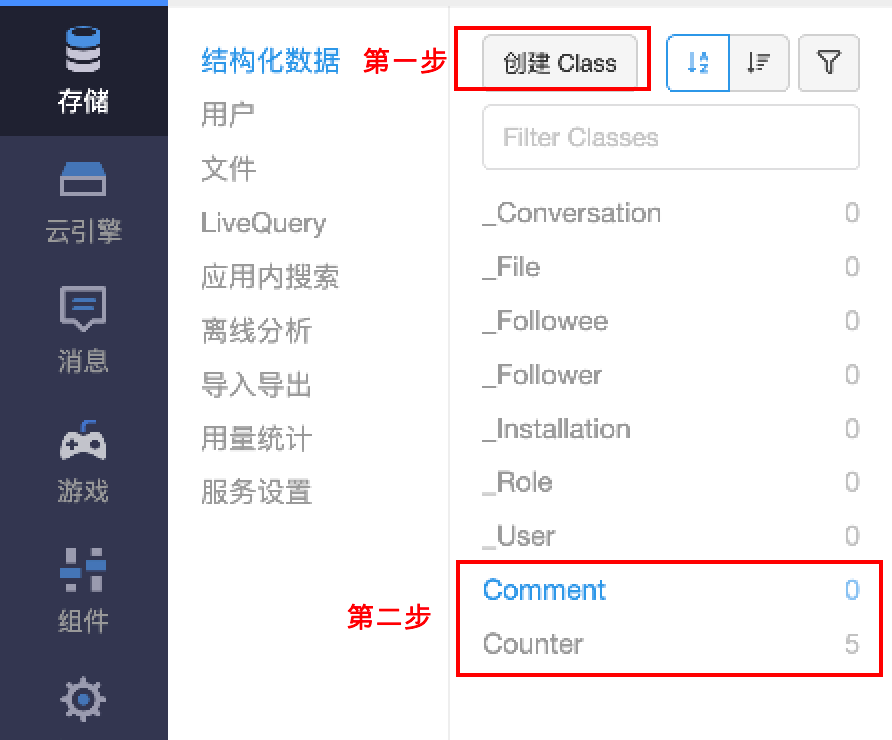 存储
云引擎
消息
游戏
组件
结构化数据
用户
文件
LiveQuery
应用内搜索
离线分析
导入导出
用量统计
服务设置
第一步
创建 Class
Filter Classes
_Conversation 0
_File 0
_Followee 0
_Follower 0
_Installation 0
_Role 0
_User 0
第二步
Comment 0
Counter 5